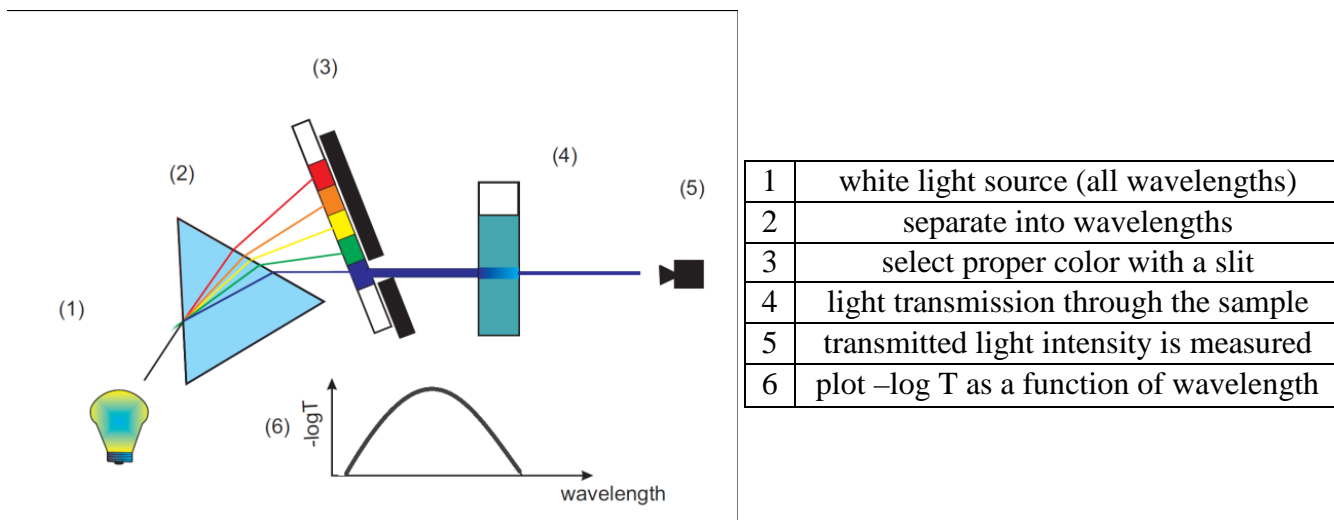 (3)
(2)
(4)
(5)
(1)
(6)
-logT
wavelength
1 white light source (all wavelengths)
2 separate into wavelengths
3 select proper color with a slit
4 light transmission through the sample
5 transmitted light intensity is measured
6 plot –log T as a function of wavelength